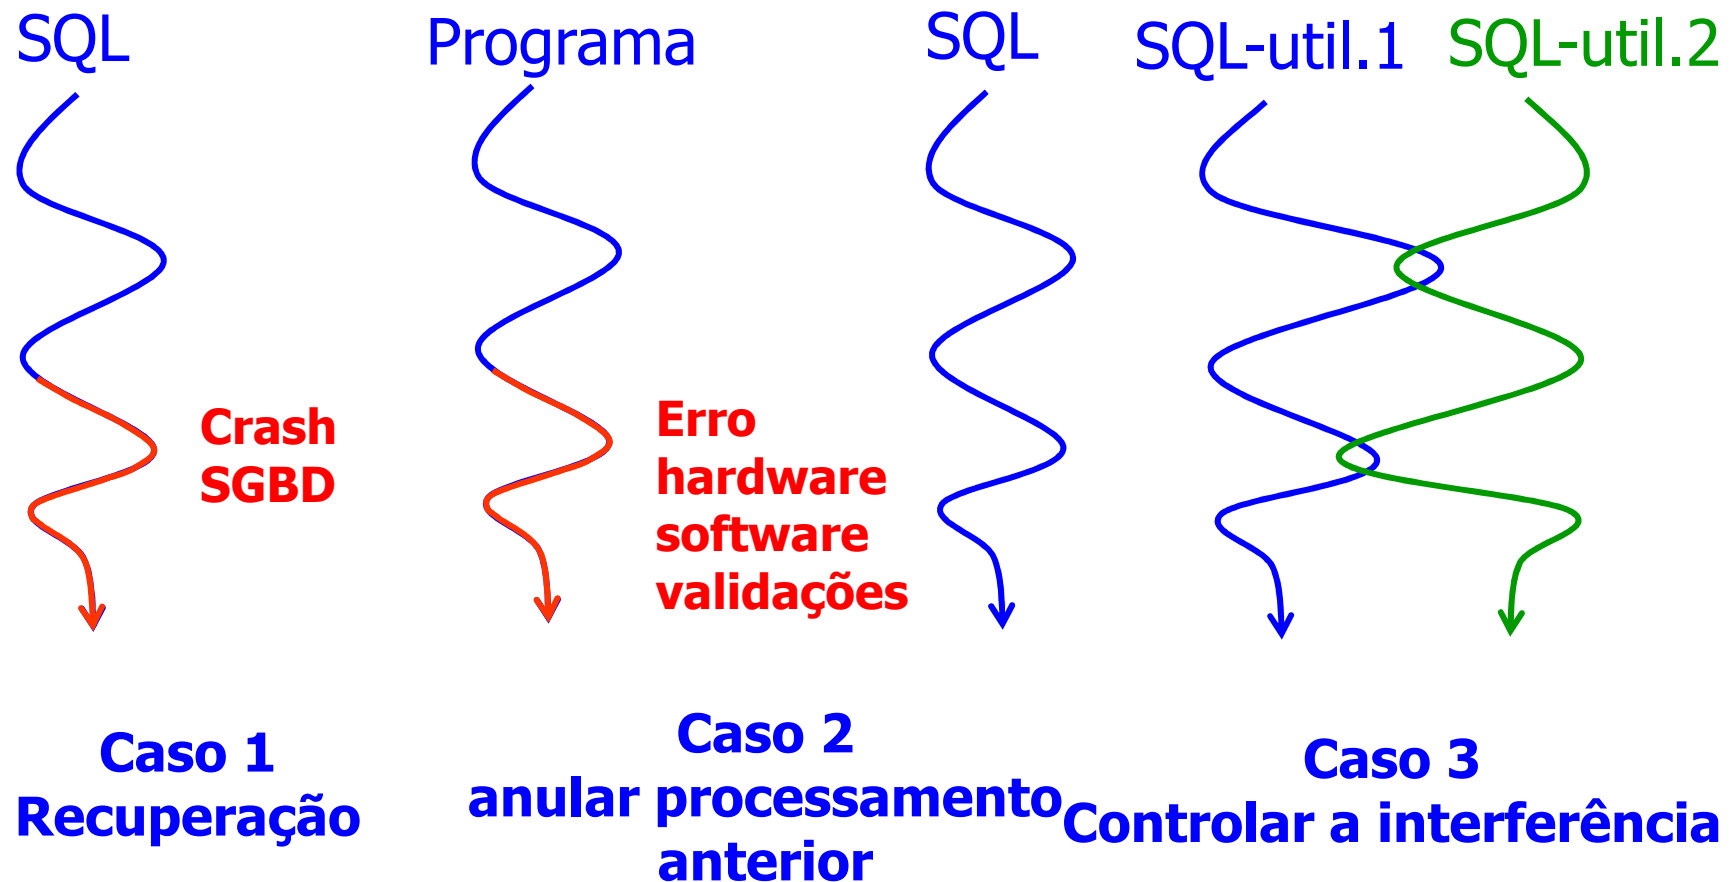 SQL
Programa
SQL
SQL-util.1
SQL-util.2
Crash
SGBD
Erro
hardware
software
validações
Caso 1
Recuperação
Caso 2
anular processamento
anterior
Caso 3
Controlar a interferência